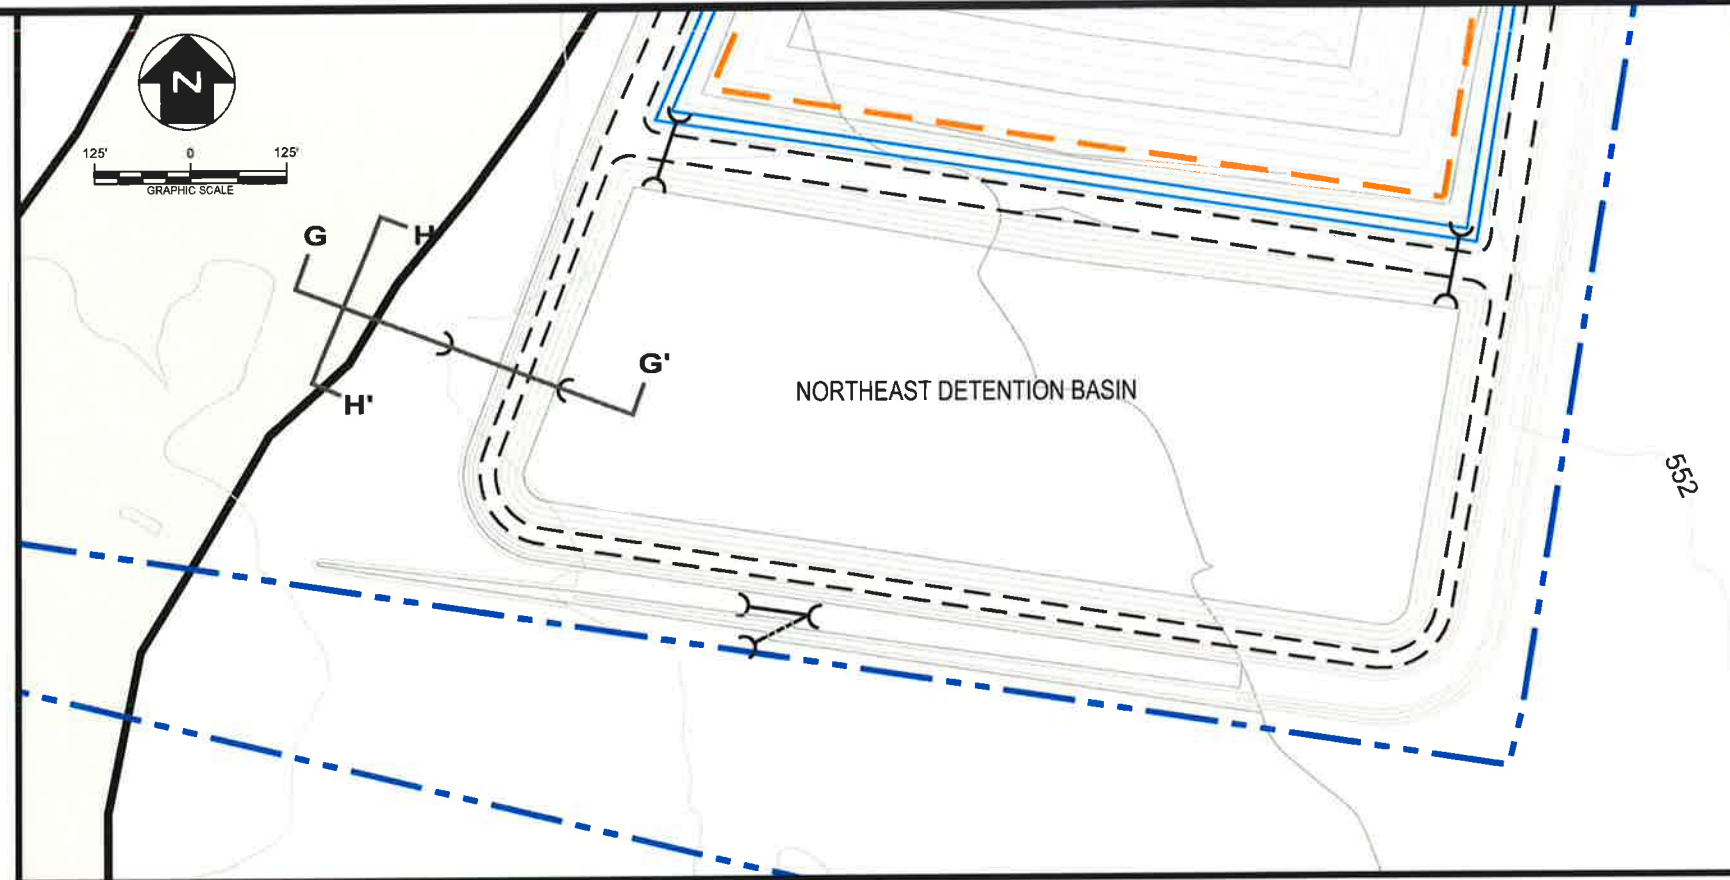 N
125' 0 125'
GRAPHIC SCALE
G H
G'
H'
NORTHEAST DETENTION BASIN
552